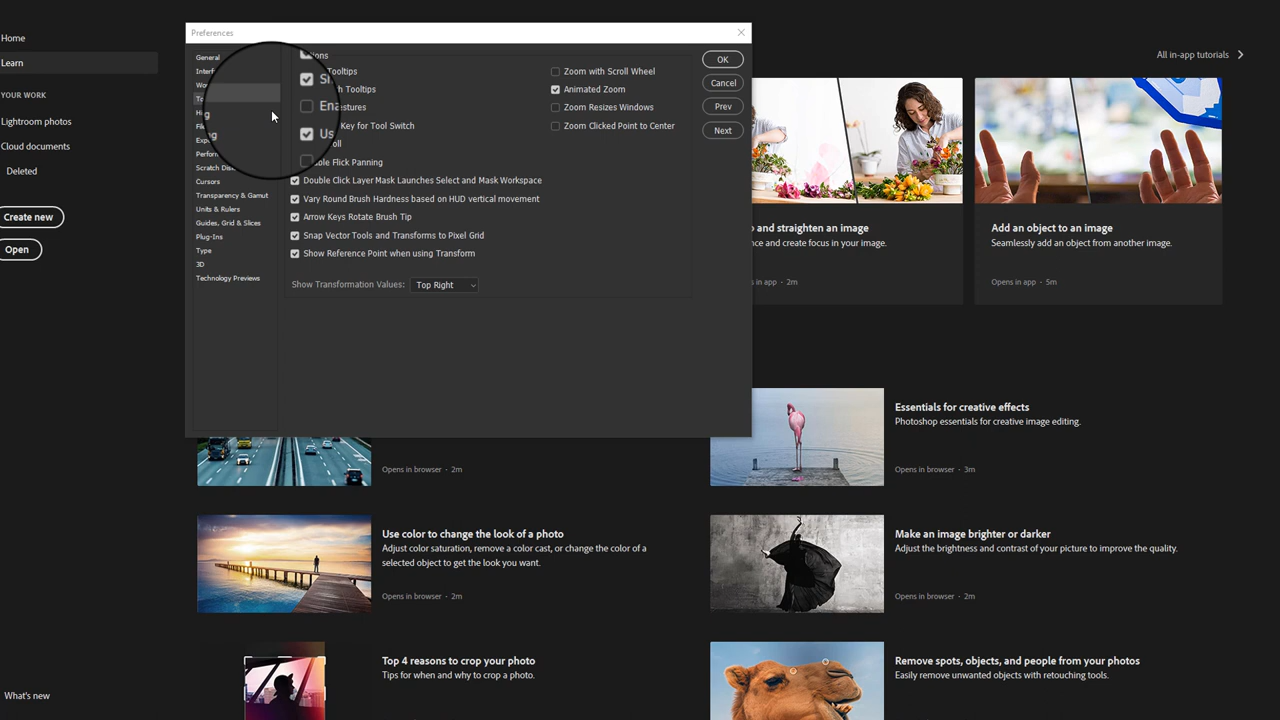 Home
Learn
YOUR WORK
Lightroom photos
Cloud documents
Deleted
Create new
Open
What's new
Preferences
General
Cursors
Transparency & Gamut
Units & Rulers
Guides, Grid & Slices
Plug-Ins
Type
3D
Technology Previews
Tooltips
Tooltips
Key for Tool Switch
Flick Panning
Double Click Layer Mask Launches Select and Mask Workspace
Vary Round Brush Hardness based on HUD vertical movement
Arrow Keys Rotate Brush Tip
Snap Vector Tools and Transforms to Pixel Grid
Show Reference Point when using Transform
Show Transformation Values: Top Right
Zoom with Scroll Wheel
Animated Zoom
Zoom Resizes Windows
Zoom Clicked Point to Center
OK
Cancel
Prev
Next
All in-app tutorials
and straighten an image
and create focus in your image.
in app · 2m
Add an object to an image
Seamlessly add an object from another image.
Opens in app · 5m
Opens in browser · 2m
Essentials for creative effects
Photoshop essentials for creative image editing.
Opens in browser · 3m
Use color to change the look of a photo
Adjust color saturation, remove a color cast, or change the color of a
selected object to get the look you want.
Opens in browser · 2m
Make an image brighter or darker
Adjust the brightness and contrast of your picture to improve the quality.
Opens in browser · 2m
Top 4 reasons to crop your photo
Tips for when and why to crop a photo.
Remove spots, objects, and people from your photos
Easily remove unwanted objects with retouching tools.